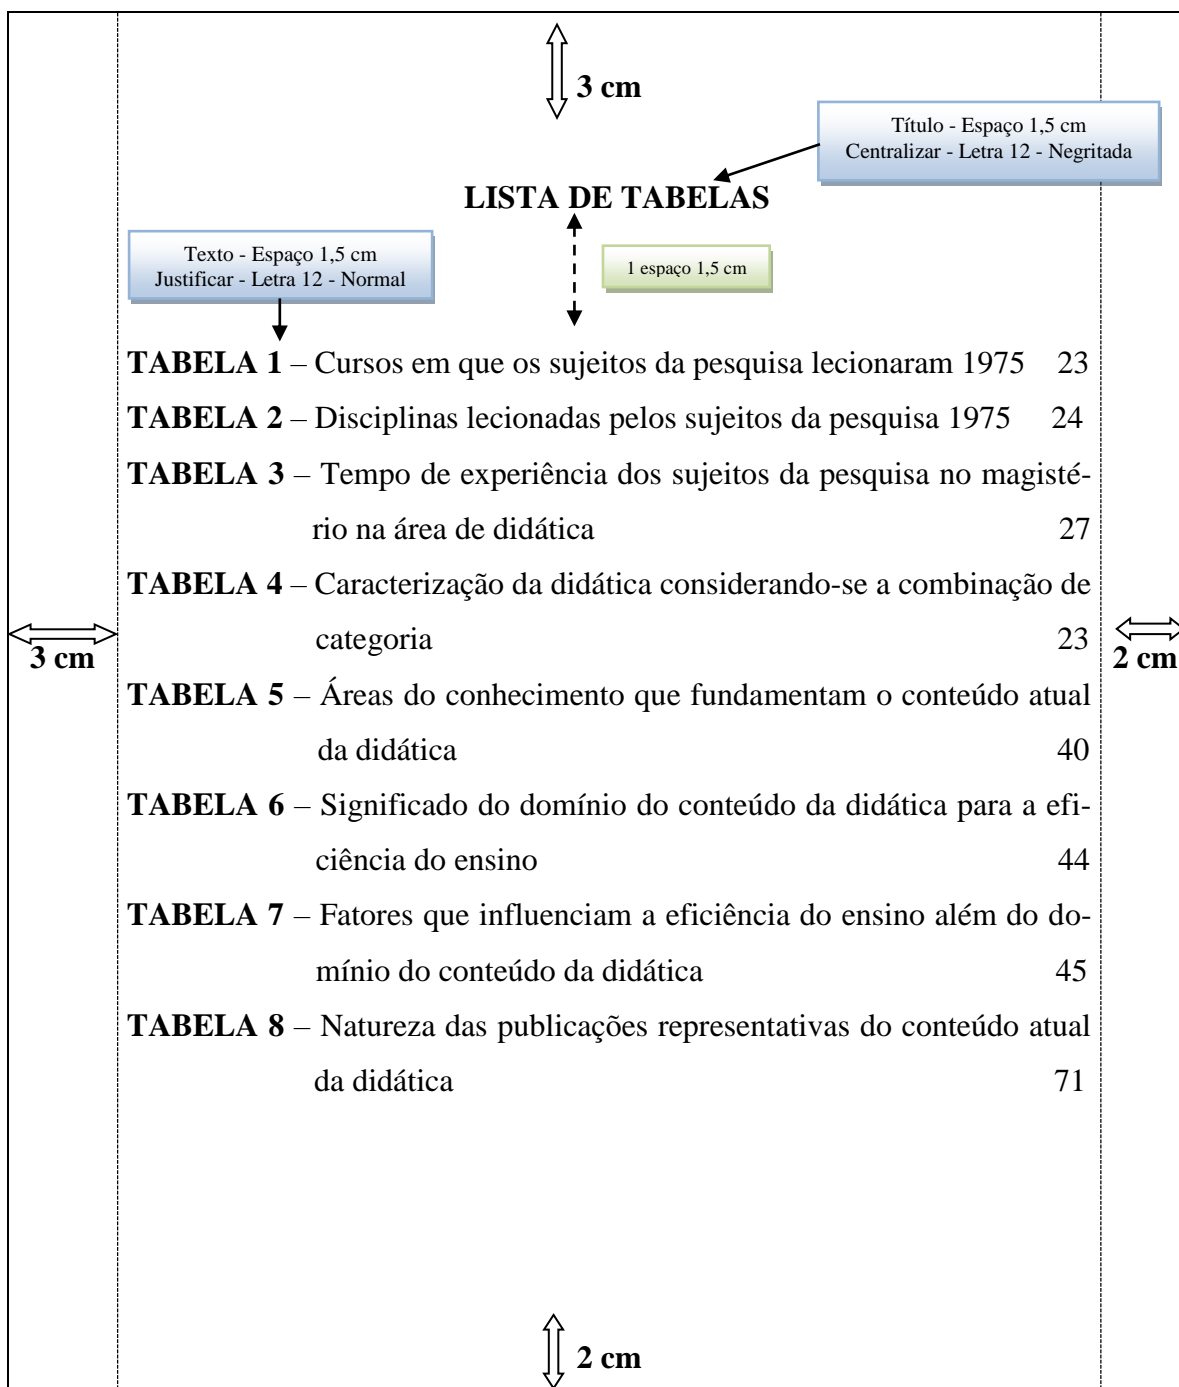 3 cm
Título - Espaço 1,5 cm
Centralizar - Letra 12 - Negritada
LISTA DE TABELAS
Texto - Espaço 1,5 cm
Justificar - Letra 12 - Normal
1 espaço 1,5 cm
TABELA 1 – Cursos em que os sujeitos da pesquisa lecionaram 1975 23
TABELA 2 – Disciplinas lecionadas pelos sujeitos da pesquisa 1975 24
TABELA 3 – Tempo de experiência dos sujeitos da pesquisa no magisté-
rio na área de didática 27
TABELA 4 – Caracterização da didática considerando-se a combinação de
categoria 23
3 cm
2 cm
TABELA 5 – Áreas do conhecimento que fundamentam o conteúdo atual
da didática 40
TABELA 6 – Significado do domínio do conteúdo da didática para a efi-
ciência do ensino 44
TABELA 7 – Fatores que influenciam a eficiência do ensino além do do-
mínio do conteúdo da didática 45
TABELA 8 – Natureza das publicações representativas do conteúdo atual
da didática 71
2 cm